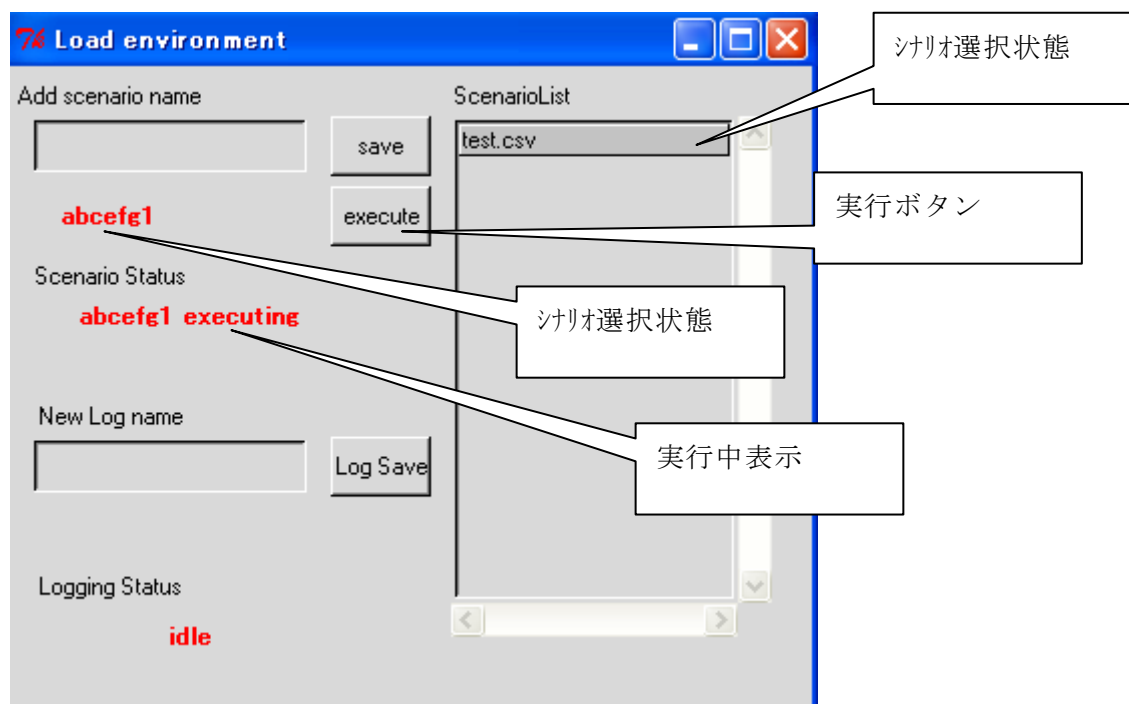 Load environment
ｼﾅﾘｵ選択状態
Add scenario name
ScenarioList
save
test.csv
実行ボタン
abcefg1
execute
Scenario Status
abcefg1 executing
ｼﾅﾘｵ選択状態
New Log name
実行中表示
Log Save
Logging Status
idle